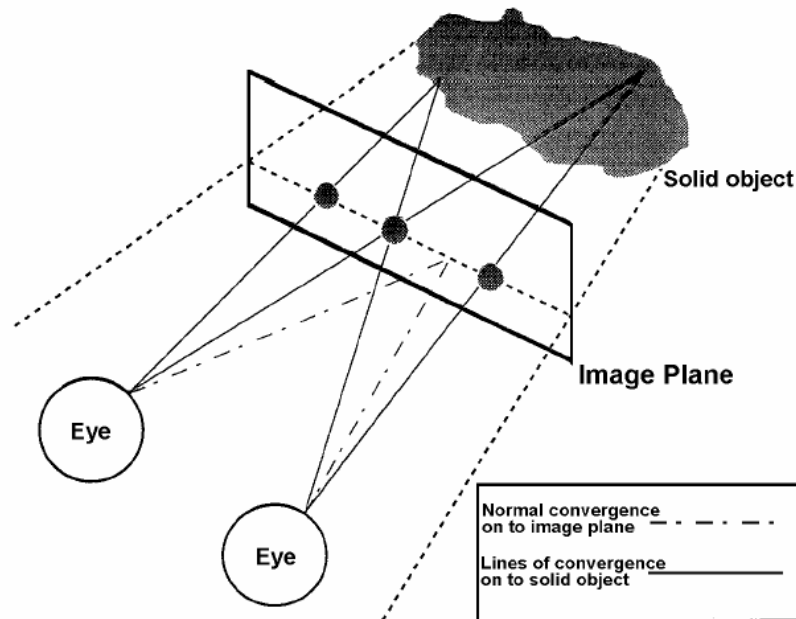 Solid object
Image Plane
Eye
Eye
Normal convergence
on to image plane
Lines of convergence
on to solid object